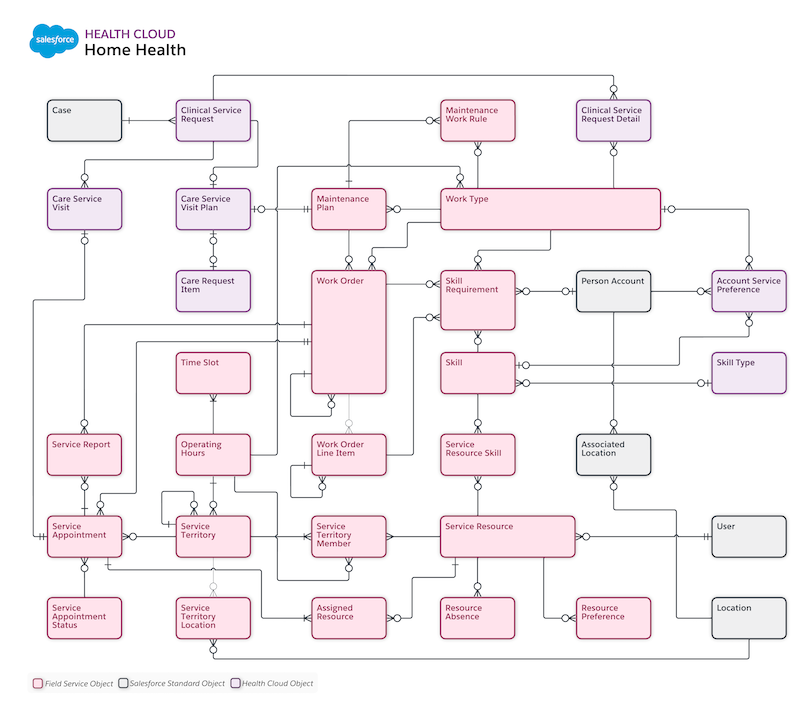 salesforce
HEALTH CLOUD
Home Health
Case
Clinical Service
Request
Maintenance
Work Rule
Clinical Service
Request Detail
Care Service
Visit
Care Service
Visit Plan
Maintenance
Plan
Work Type
Care Request
Item
Work Order
Skill
Requirement
Person Account
Account Service
Preference
Time Slot
Skill
Skill Type
Service Report
Operating
Hours
Work Order
Line Item
Service
Resource Skill
Associated
Location
Service
Appointment
Service
Territory
Service
Territory
Member
Service Resource
User
Service
Appointment
Status
Service
Territory
Location
Assigned
Resource
Resource
Absence
Resource
Preference
Location
Field Service Object
Salesforce Standard Object
Health Cloud Object